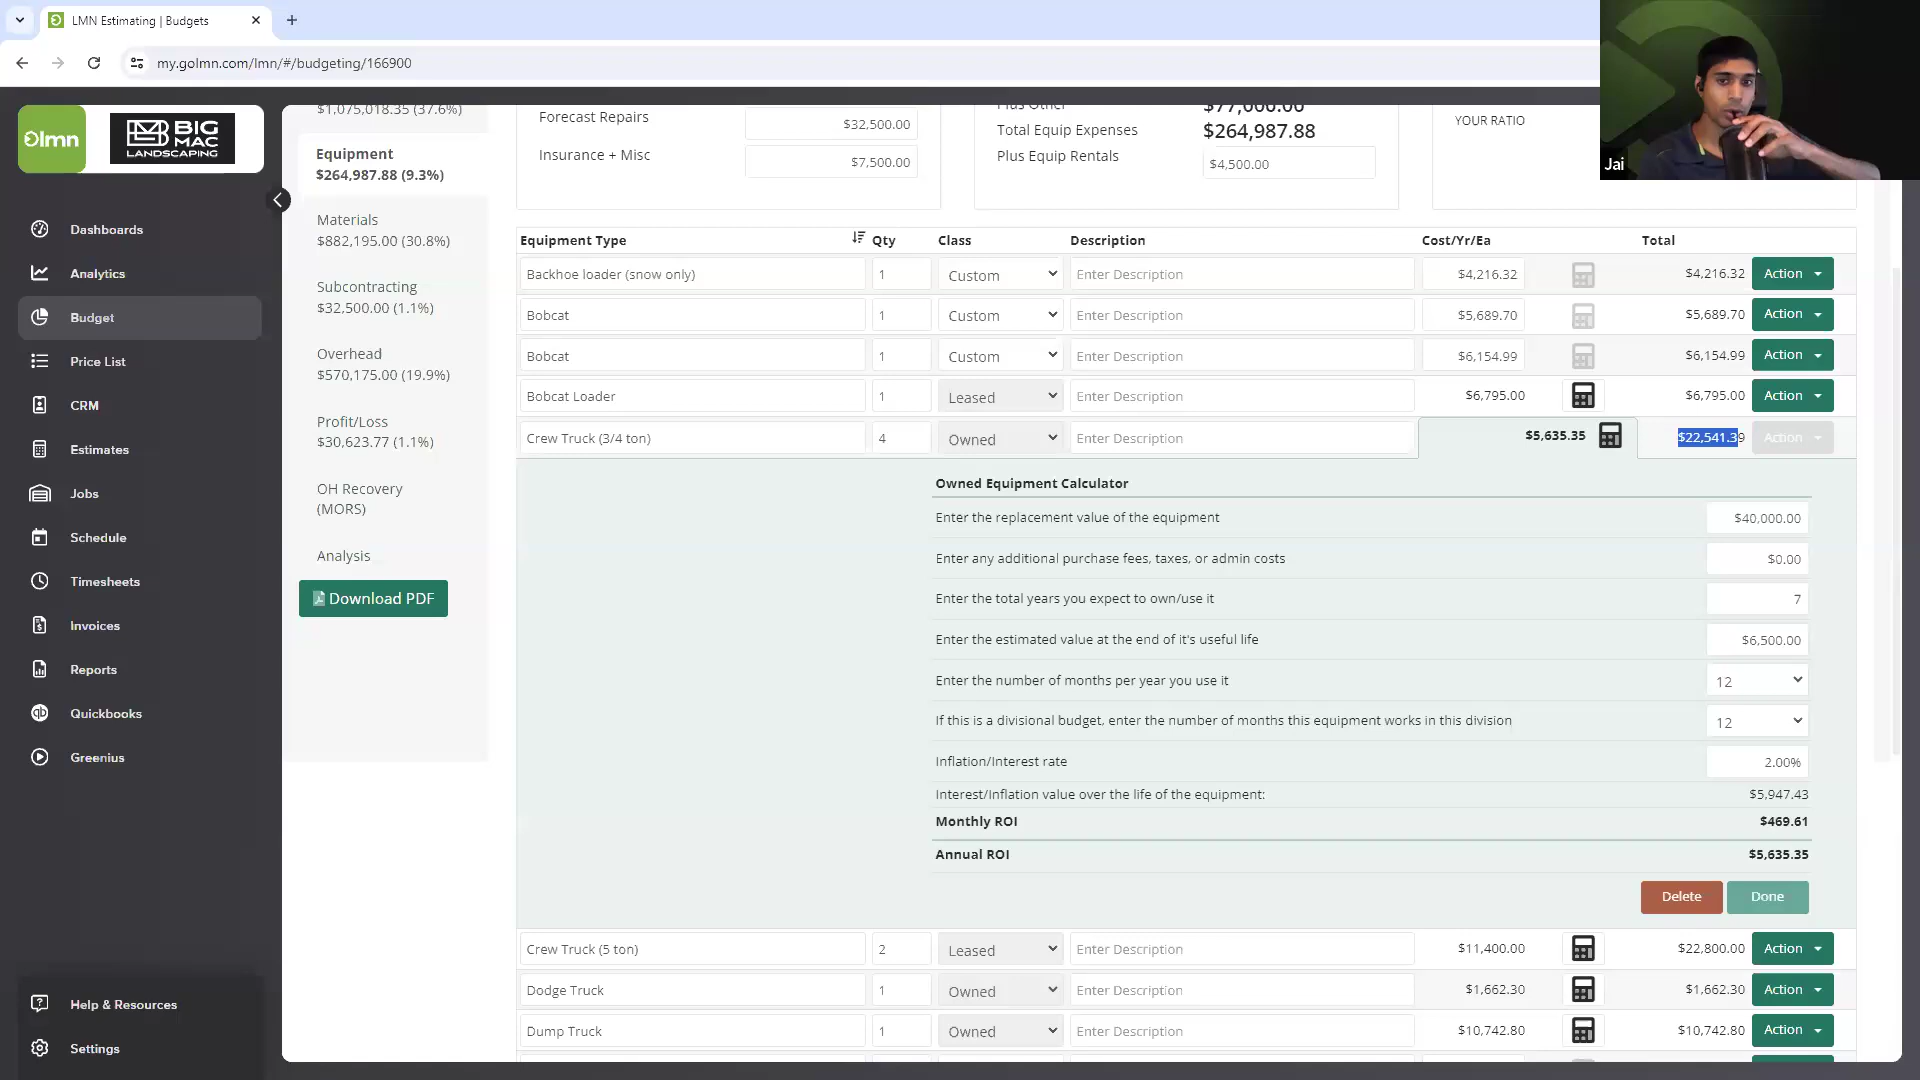 LMN Estimating | Budgets
my.golmn.com/lmn/#/budgeting/166900
lmn
BIG MAC LANDSCAPING
Dashboards
Analytics
Budget
Price List
CRM
Estimates
Jobs
Schedule
Timesheets
Invoices
Reports
Quickbooks
Greenius
Help & Resources
Settings
$1,075,018.35 (37.6%)
Equipment
$264,987.88 (9.3%)
Materials
$882,195.00 (30.8%)
Subcontracting
$32,500.00 (1.1%)
Overhead
$570,175.00 (19.9%)
Profit/Loss
$30,623.77 (1.1%)
OH Recovery
(MORS)
Analysis
Download PDF
Forecast Repairs $32,500.00
Insurance + Misc $7,500.00
Plus Other $77,000.00
Total Equip Expenses $264,987.88
Plus Equip Rentals $4,500.00
YOUR RATIO
Jai
Equipment Type Qty Class Description Cost/Yr/Ea Total
Backhoe loader (snow only) 1 Custom Enter Description $4,216.32 $4,216.32 Action
Bobcat 1 Custom Enter Description $5,689.70 $5,689.70 Action
Bobcat 1 Custom Enter Description $6,154.99 $6,154.99 Action
Bobcat Loader 1 Leased Enter Description $6,795.00 $6,795.00 Action
Crew Truck (3/4 ton) 4 Owned Enter Description $5,635.35 $22,541.39 Action
Owned Equipment Calculator
Enter the replacement value of the equipment $40,000.00
Enter any additional purchase fees, taxes, or admin costs $0.00
Enter the total years you expect to own/use it 7
Enter the estimated value at the end of it's useful life $6,500.00
Enter the number of months per year you use it 12
If this is a divisional budget, enter the number of months this equipment works in this division 12
Inflation/Interest rate 2.00%
Interest/Inflation value over the life of the equipment: $5,947.43
Monthly ROI $469.61
Annual ROI $5,635.35
Delete Done
Crew Truck (5 ton) 2 Leased Enter Description $11,400.00 $22,800.00 Action
Dodge Truck 1 Owned Enter Description $1,662.30 $1,662.30 Action
Dump Truck 1 Owned Enter Description $10,742.80 $10,742.80 Action